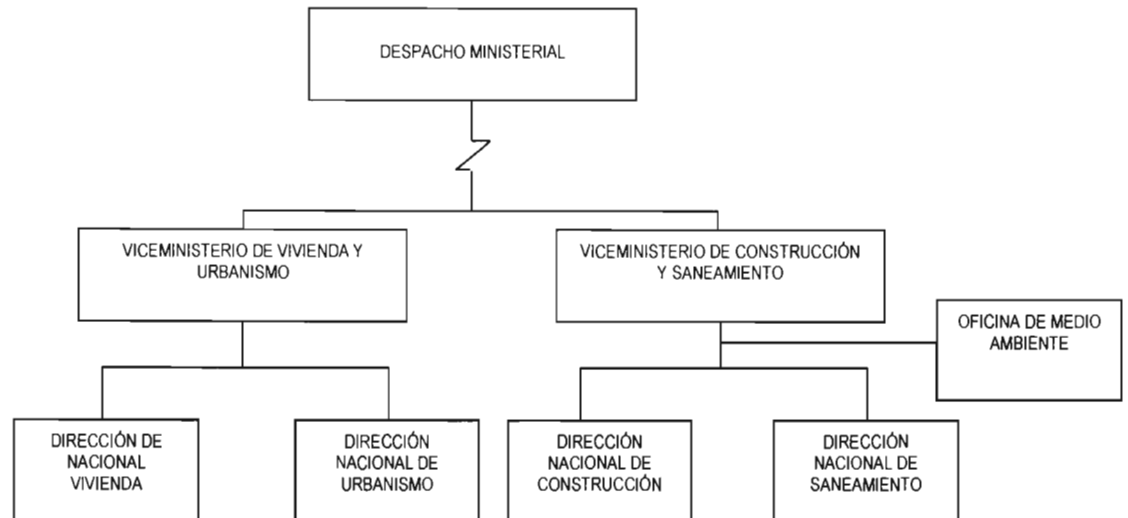 DESPACHO MINISTERIAL
VICEMINISTERIO DE VIVIENDA Y
URBANISMO
VICEMINISTERIO DE CONSTRUCCIÓN
Y SANEAMIENTO
OFICINA DE MEDIO
AMBIENTE
DIRECCIÓN DE
NACIONAL
VIVIENDA
DIRECCIÓN
NACIONAL DE
URBANISMO
DIRECCIÓN
NACIONAL DE
CONSTRUCCIÓN
DIRECCIÓN
NACIONAL DE
SANEAMIENTO